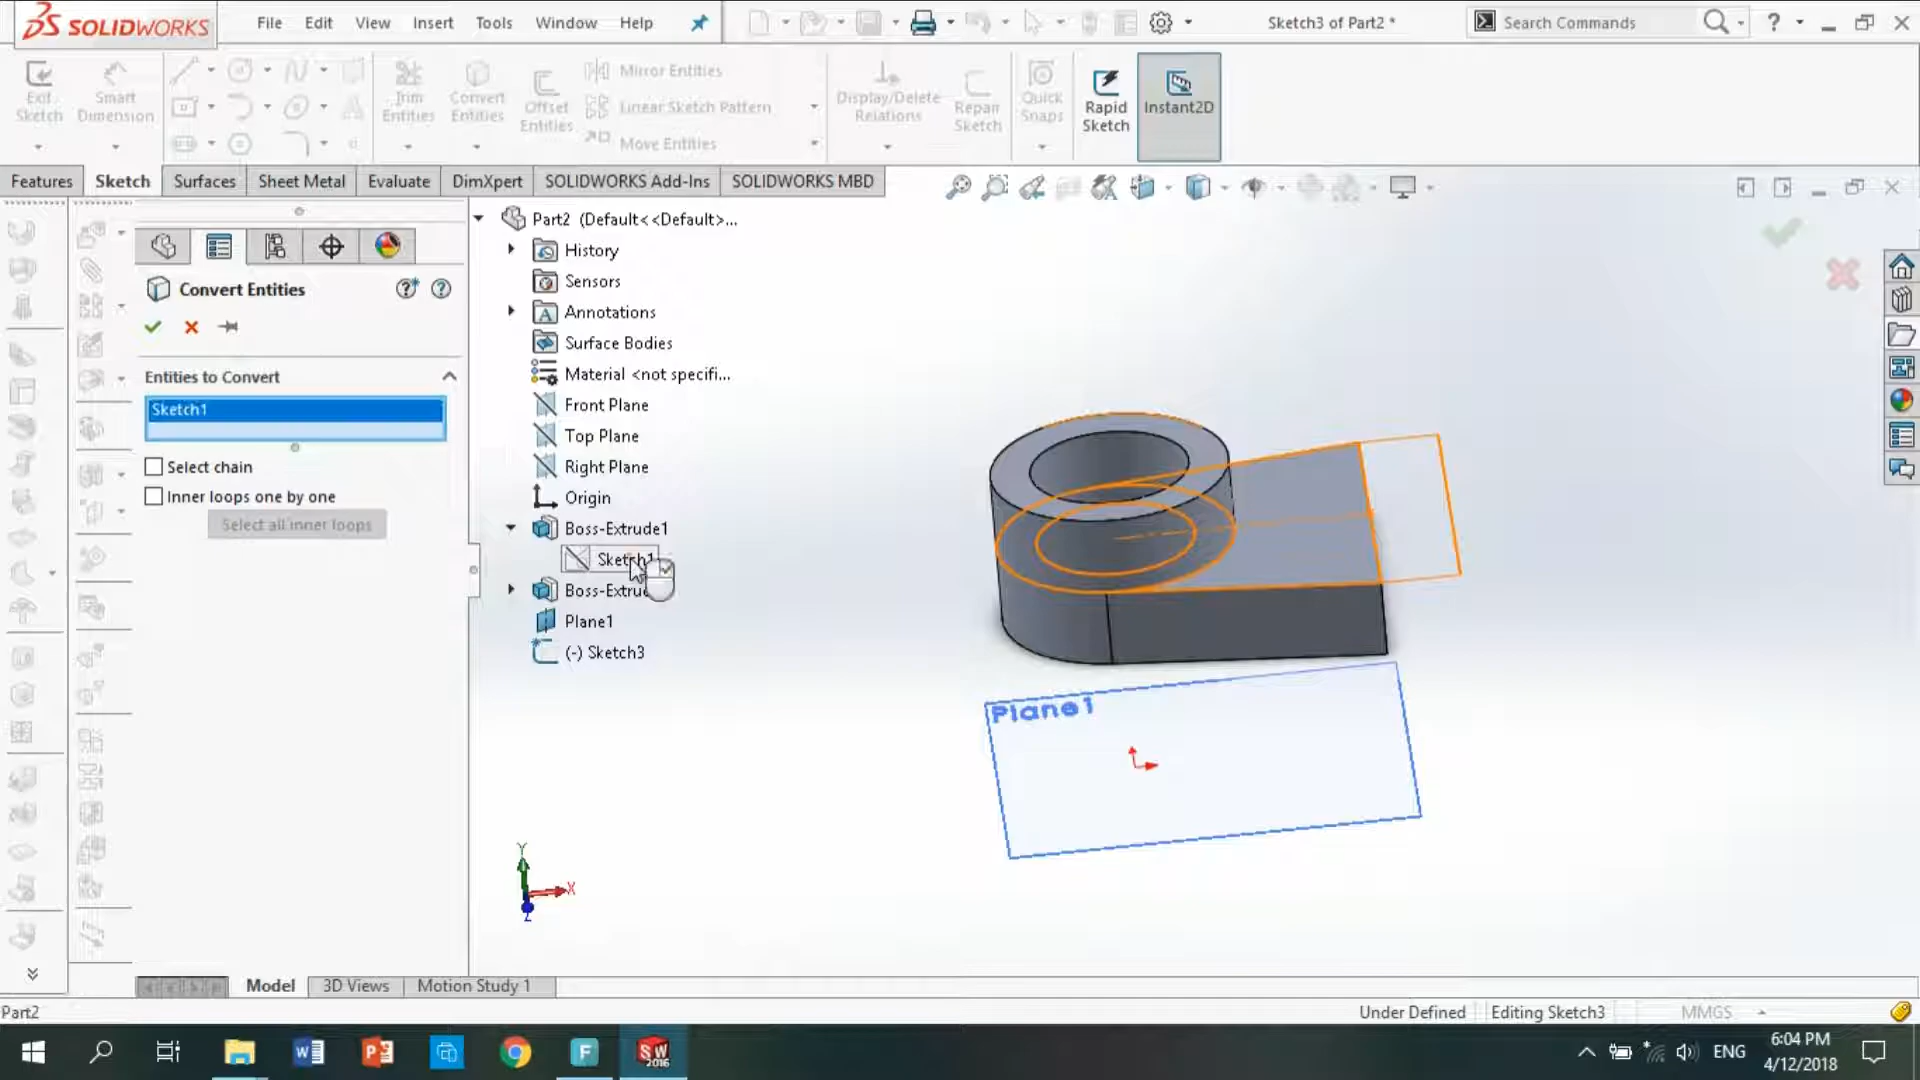 SOLIDWORKS
File Edit View Insert Tools Window Help
Sketch3 of Part2 *
Search Commands
Exit Sketch
Smart Dimension
Trim Entities
Convert Entities
Offset Entities
Mirror Entities
Linear Sketch Pattern
Move Entities
Display/Delete Relations
Repair Sketch
Quick Snaps
Rapid Sketch
Instant2D
Features Sketch Surfaces Sheet Metal Evaluate DimXpert SOLIDWORKS Add-Ins SOLIDWORKS MBD
Convert Entities
Entities to Convert
Sketch1
Select chain
Inner loops one by one
Select all inner loops
Part2 (Default<<Default>...
History
Sensors
Annotations
Surface Bodies
Material <not specifi...
Front Plane
Top Plane
Right Plane
Origin
Boss-Extrude1
Sketch1
Boss-Extru
Plane1
(-) Sketch3
Plane1
Y
X
Z
Model 3D Views Motion Study 1
Part2
Under Defined Editing Sketch3 MMGS
SW 2016
ENG
6:04 PM
4/12/2018